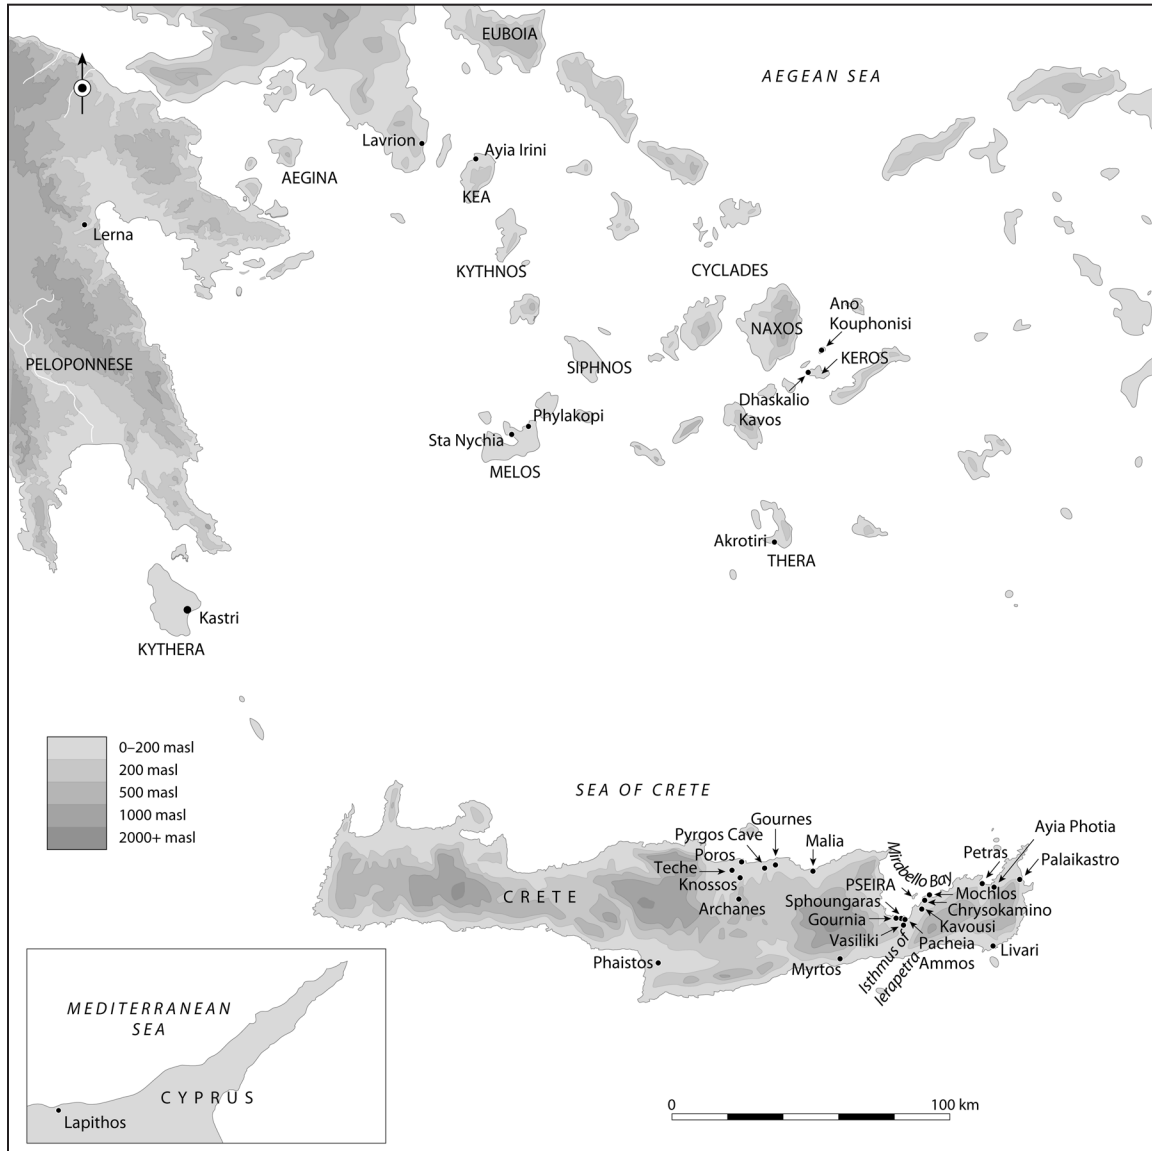 EUBOIA
AEGEAN SEA
Lavrion
Ayia Irini
AEGINA
KEA
Lerna
KYTHNOS
CYCLADES
Ano
Kouphonisi
NAXOS
PELOPONNESE
SIPHNOS
KEROS
Dhaskalio
Kavos
Phylakopi
Sta Nychia
MELOS
Akrotiri
THERA
Kastri
KYTHERA
0–200 masl
200 masl
500 masl
1000 masl
2000+ masl
SEA OF CRETE
Gournes
Pyrgos Cave
Malia
Ayia Photia
Poros
Petras
Palaikastro
Teche
Knossos
Mirabello Bay
PSEIRA
Mochlos
CRETE
Archanes
Sphoungaras
Chrysokamino
Gournia
Kavousi
Vasiliki
Pacheia
Ammos
Livari
Phaistos
Myrtos
Isthmus of
Ierapetra
MEDITERRANEAN
SEA
CYPRUS
Lapithos
0
100 km